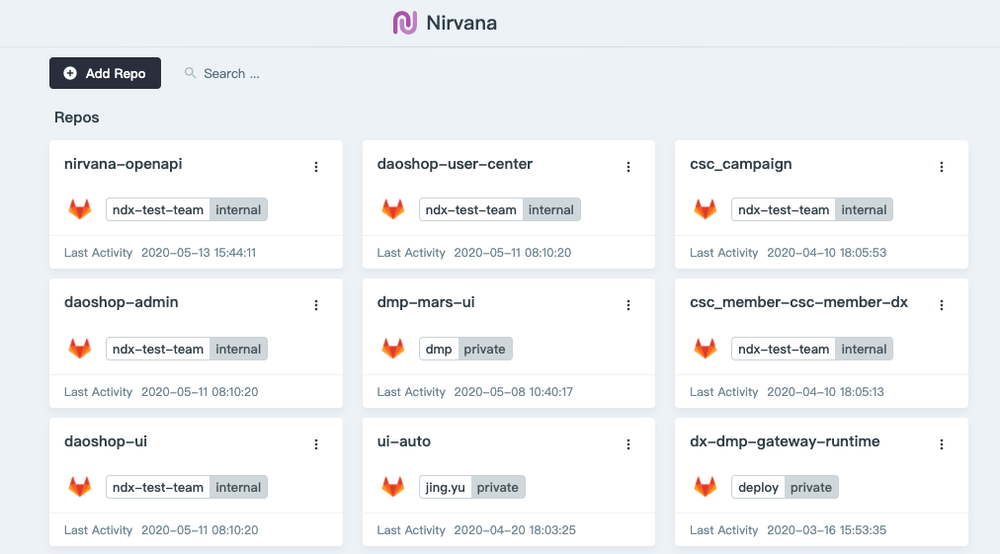 Nirvana
Add Repo
Search ...
Repos
nirvana-openapi
ndx-test-team internal
Last Activity 2020-05-13 15:44:11
daoshop-user-center
ndx-test-team internal
Last Activity 2020-05-11 08:10:20
csc_campaign
ndx-test-team internal
Last Activity 2020-04-10 18:05:53
daoshop-admin
ndx-test-team internal
Last Activity 2020-05-11 08:10:20
dmp-mars-ui
dmp private
Last Activity 2020-05-08 10:40:17
csc_member-csc-member-dx
ndx-test-team internal
Last Activity 2020-04-10 18:05:13
daoshop-ui
ndx-test-team internal
Last Activity 2020-05-11 08:10:20
ui-auto
jing.yu private
Last Activity 2020-04-20 18:03:25
dx-dmp-gateway-runtime
deploy private
Last Activity 2020-03-16 15:53:35